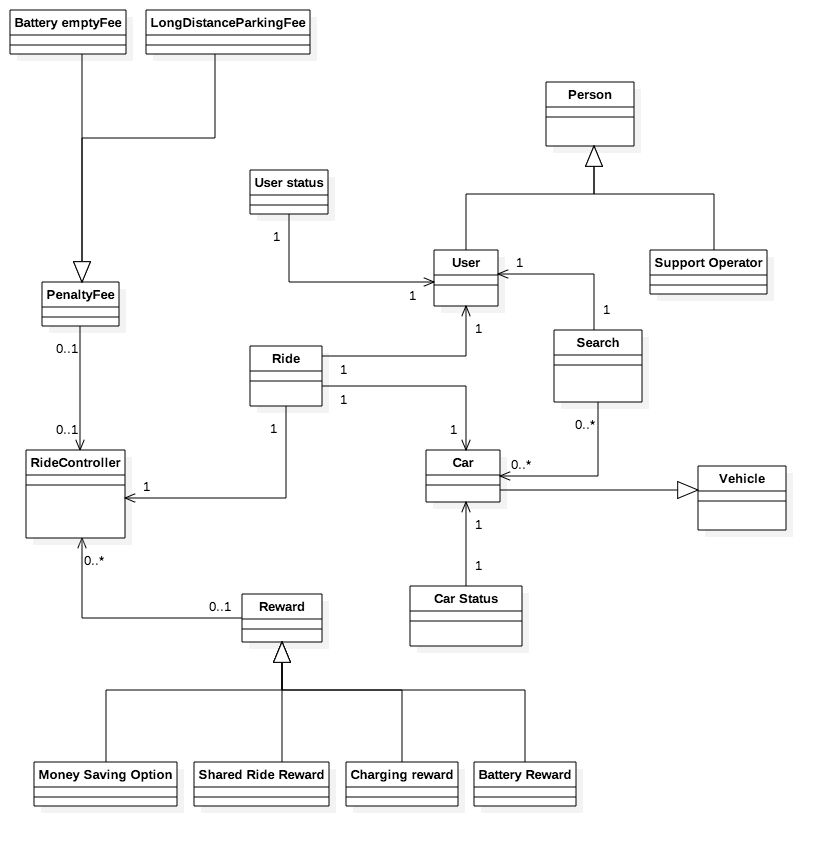 Battery emptyFee
LongDistanceParkingFee
Person
User status
1
1
User
1
Support Operator
PenaltyFee
0..1
0..1
1
1
Search
Ride
1
1
1
1
0..*
0..*
RideController
1
Car
Vehicle
0..*
1
1
0..1
Reward
Car Status
Money Saving Option
Shared Ride Reward
Charging reward
Battery Reward